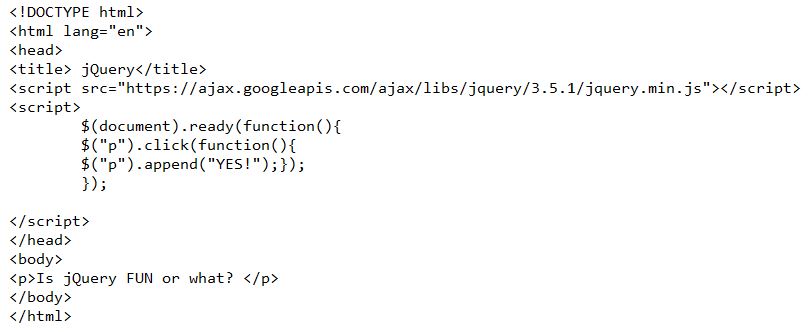 <!DOCTYPE html>
<html lang="en">
<head>
<title> jQuery</title>
<script src="https://ajax.googleapis.com/ajax/libs/jquery/3.5.1/jquery.min.js"></script>
<script>
$(document).ready(function(){
$("p").click(function(){
$("p").append("YES!");});
});
</script>
</head>
<body>
<p>Is jQuery FUN or what? </p>
</body>
</html>